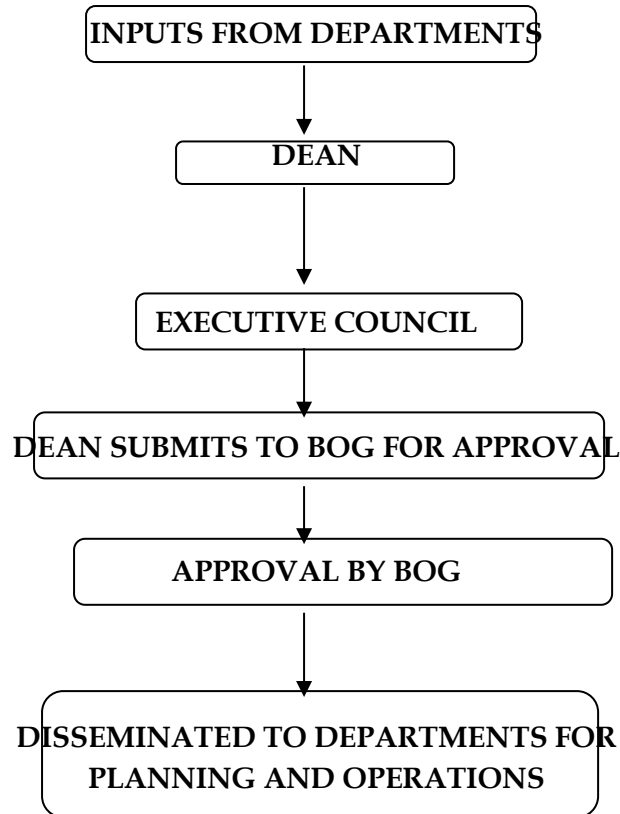 INPUTS FROM DEPARTMENTS
DEAN
EXECUTIVE COUNCIL
DEAN SUBMITS TO BOG FOR APPROVAL
APPROVAL BY BOG
DISSEMINATED TO DEPARTMENTS FOR
PLANNING AND OPERATIONS